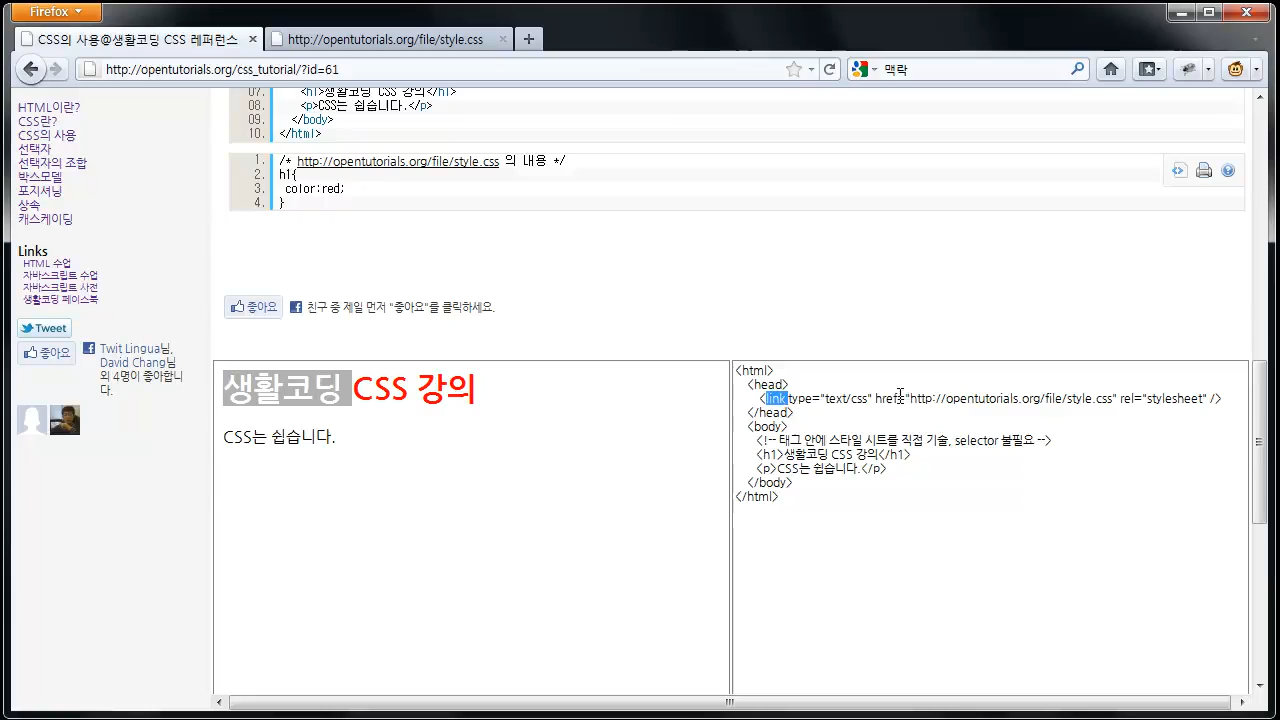 Firefox
CSS의 사용@생활코딩 CSS 레퍼런스
http://opentutorials.org/file/style.css
http://opentutorials.org/css_tutorial/?id=61
맥락
HTML이란?
CSS란?
CSS의 사용
선택자
선택자의 조합
박스모델
포지셔닝
상속
캐스케이딩
Links
HTML 수업
자바스크립트 수업
자바스크립트 사전
생활코딩 페이스북
Tweet
좋아요
Twit Lingua님,
David Chang님
외 4명이 좋아합니
다.
07. <h1>생활코딩 CSS 강의</h1>
08. <p>CSS는 쉽습니다.</p>
09. </body>
10. </html>
1. /* http://opentutorials.org/file/style.css 의 내용 */
2. h1{
3. color:red;
4. }
좋아요 친구 중 제일 먼저 "좋아요"를 클릭하세요.
생활코딩 CSS 강의
CSS는 쉽습니다.
<html>
<head>
<link type="text/css" href="http://opentutorials.org/file/style.css" rel="stylesheet" />
</head>
<body>
<!-- 태그 안에 스타일 시트를 직접 기술, selector 불필요 -->
<h1>생활코딩 CSS 강의</h1>
<p>CSS는 쉽습니다.</p>
</body>
</html>